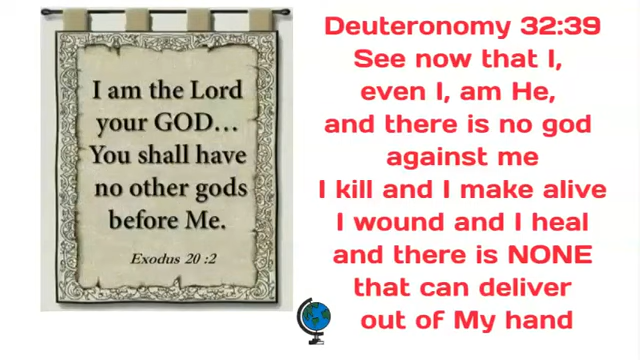 I am the Lord
your GOD...
You shall have
no other gods
before Me.
Exodus 20 :2
Deuteronomy 32:39
See now that I,
even I, am He,
and there is no god
against me
I kill and I make alive
I wound and I heal
and there is NONE
that can deliver
out of My hand